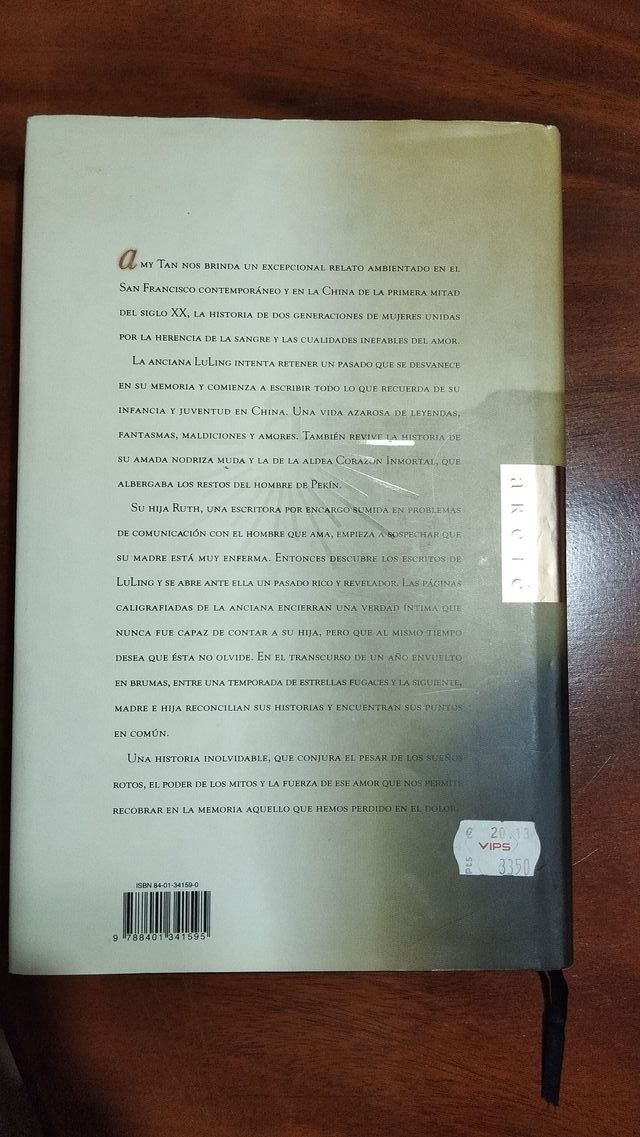 aMY TAN NOS BRINDA UN EXCEPCIONAL RELATO AMBIENTADO EN EL
SAN FRANCISCO CONTEMPORÁNEO Y EN LA CHINA DE LA PRIMERA MITAD
DEL SIGLO XX, LA HISTORIA DE DOS GENERACIONES DE MUJERES UNIDAS
POR LA HERENCIA DE LA SANGRE Y LAS CUALIDADES INEFABLES DEL AMOR.
LA ANCIANA LULING INTENTA RETENER UN PASADO QUE SE DESVANECE
EN SU MEMORIA Y COMIENZA A ESCRIBIR TODO LO QUE RECUERDA DE SU
INFANCIA Y JUVENTUD EN CHINA. UNA VIDA AZAROSA DE LEYENDAS,
FANTASMAS, MALDICIONES Y AMORES. TAMBIÉN REVIVE LA HISTORIA DE
SU AMADA NODRIZA MUDA Y LA DE LA ALDEA CORAZÓN INMORTAL, QUE
ALBERGABA LOS RESTOS DEL HOMBRE DE PEKÍN.
SU HIJA RUTH, UNA ESCRITORA POR ENCARGO SUMIDA EN PROBLEMAS
DE COMUNICACIÓN CON EL HOMBRE QUE AMA, EMPIEZA A SOSPECHAR QUE
SU MADRE ESTÁ MUY ENFERMA. ENTONCES DESCUBRE LOS ESCRITOS DE
LULING Y SE ABRE ANTE ELLA UN PASADO RICO Y REVELADOR. LAS PÁGINAS
CALIGRAFIADAS DE LA ANCIANA ENCIERRAN UNA VERDAD ÍNTIMA QUE
NUNCA FUE CAPAZ DE CONTAR A SU HIJA, PERO QUE AL MISMO TIEMPO
DESEA QUE ÉSTA NO OLVIDE. EN EL TRANSCURSO DE UN AÑO ENVUELTO
EN BRUMAS, ENTRE UNA TEMPORADA DE ESTRELLAS FUGACES Y LA SIGUIENTE,
MADRE E HIJA RECONCILIAN SUS HISTORIAS Y ENCUENTRAN SUS PUNTOS
EN COMÚN.
UNA HISTORIA INOLVIDABLE, QUE CONJURA EL PESAR DE LOS SUEÑOS
ROTOS, EL PODER DE LOS MITOS Y LA FUERZA DE ESE AMOR QUE NOS PERMITE
RECOBRAR EN LA MEMORIA AQUELLO QUE HEMOS PERDIDO EN EL DOLOR.
€ 20.13
VIPS
PTS 3350
ISBN 84-01-34159-0
9 788401 341595